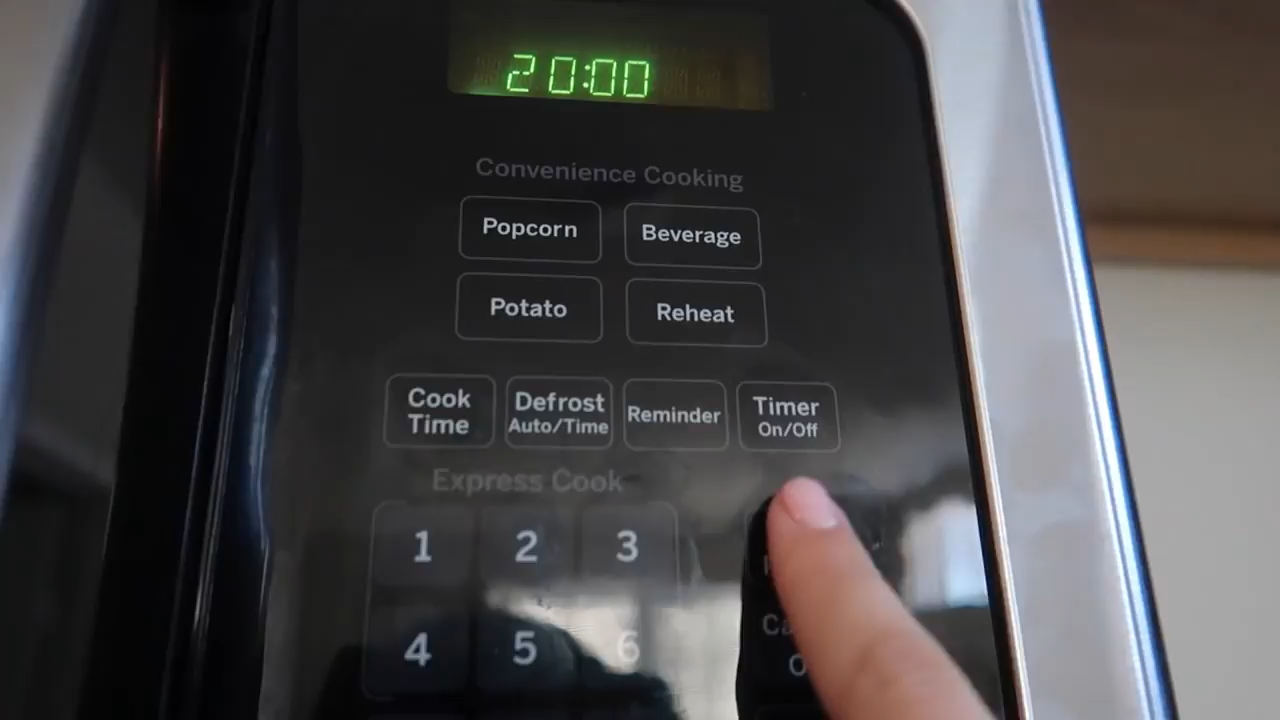 20:00
Convenience Cooking
Popcorn
Beverage
Potato
Reheat
Cook
Time
Defrost
Auto/Time
Reminder
Timer
On/Off
Express Cook
1
2
3
4
5
6